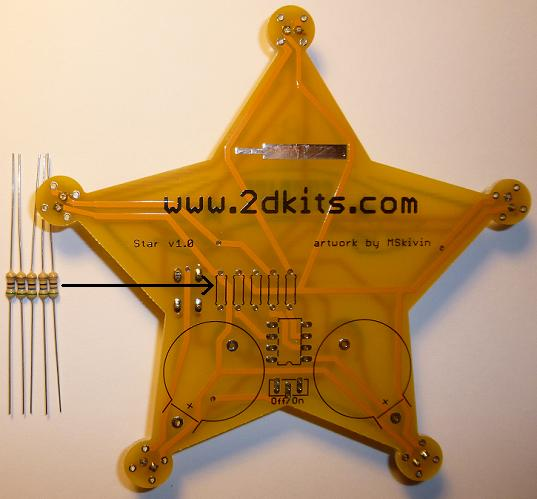 www.2dkits.com
Star v1.0
artwork by MSkivin
+
+
Off/On